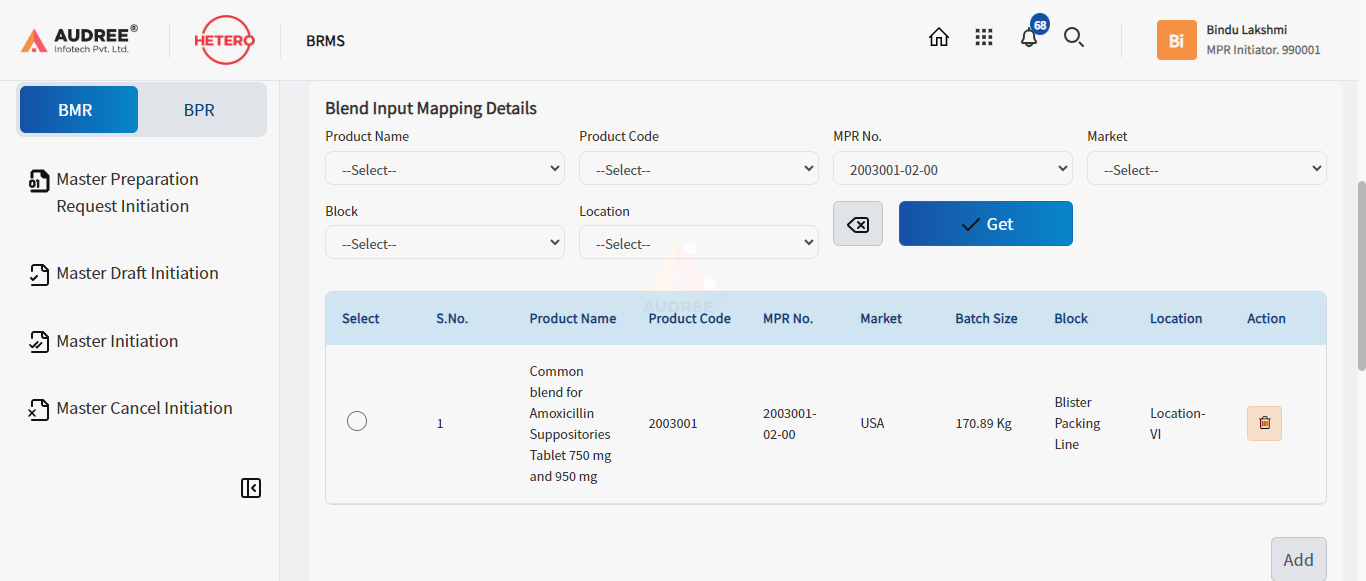 AUDREE®
Infotech Pvt. Ltd.
HETERO
BRMS
68
Bi
Bindu Lakshmi
MPR Initiator. 990001
BMR
BPR
01
Master Preparation
Request Initiation
Master Draft Initiation
Master Initiation
Master Cancel Initiation
Blend Input Mapping Details
Product Name
Product Code
MPR No.
Market
--Select--
--Select--
2003001-02-00
--Select--
Block
Location
--Select--
--Select--
Get
AUDREE
Select
S.No.
Product Name
Product Code
MPR No.
Market
Batch Size
Block
Location
Action
1
Common
blend for
Amoxicillin
Suppositories
Tablet 750 mg
and 950 mg
2003001
2003001-
02-00
USA
170.89 Kg
Blister
Packing
Line
Location-
VI
Add